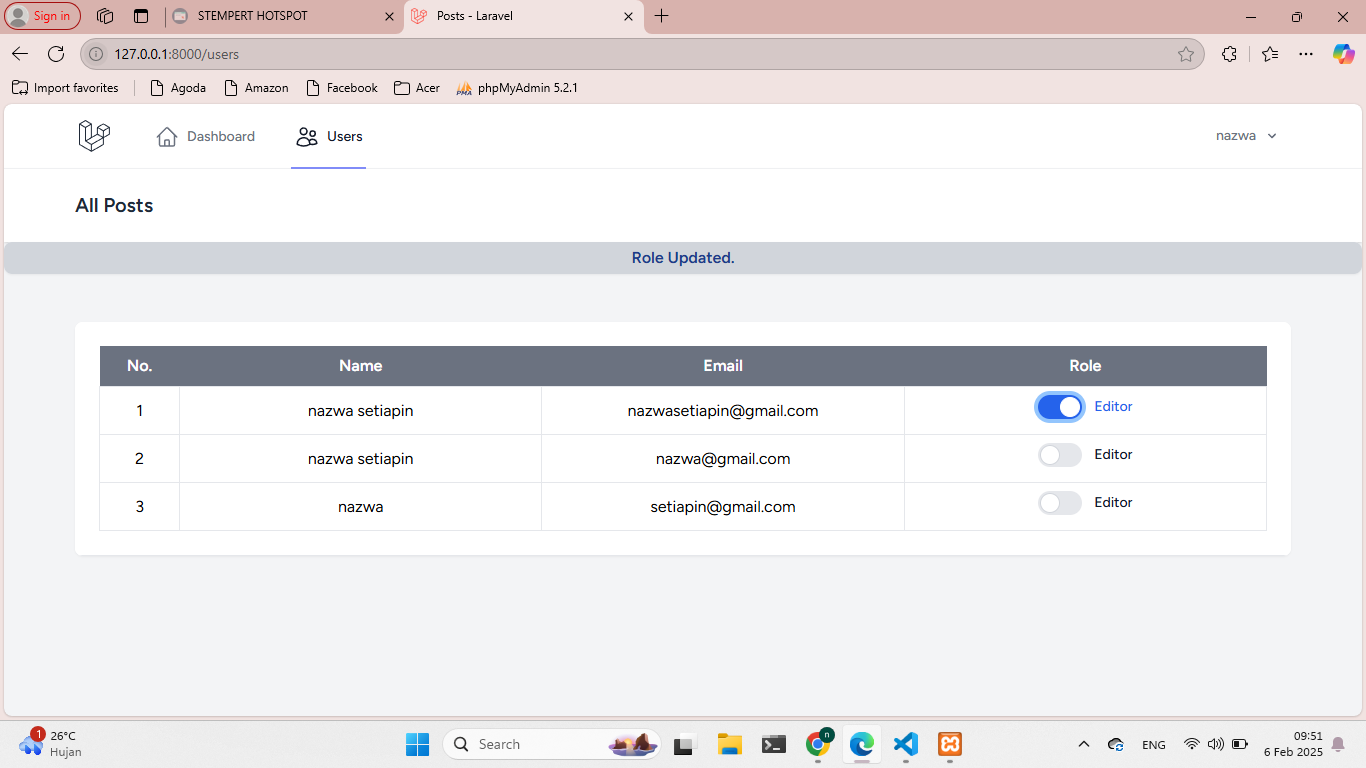 Sign in
STEMPERT HOTSPOT
Posts - Laravel
127.0.0.1:8000/users
Import favorites
Agoda
Amazon
Facebook
Acer
PMA
phpMyAdmin 5.2.1
Dashboard
Users
nazwa
All Posts
Role Updated.
No. Name Email Role
1 nazwa setiapin nazwasetiapin@gmail.com Editor
2 nazwa setiapin nazwa@gmail.com Editor
3 nazwa setiapin@gmail.com Editor
1
26°C
Hujan
Search
n
ENG
09:51
6 Feb 2025